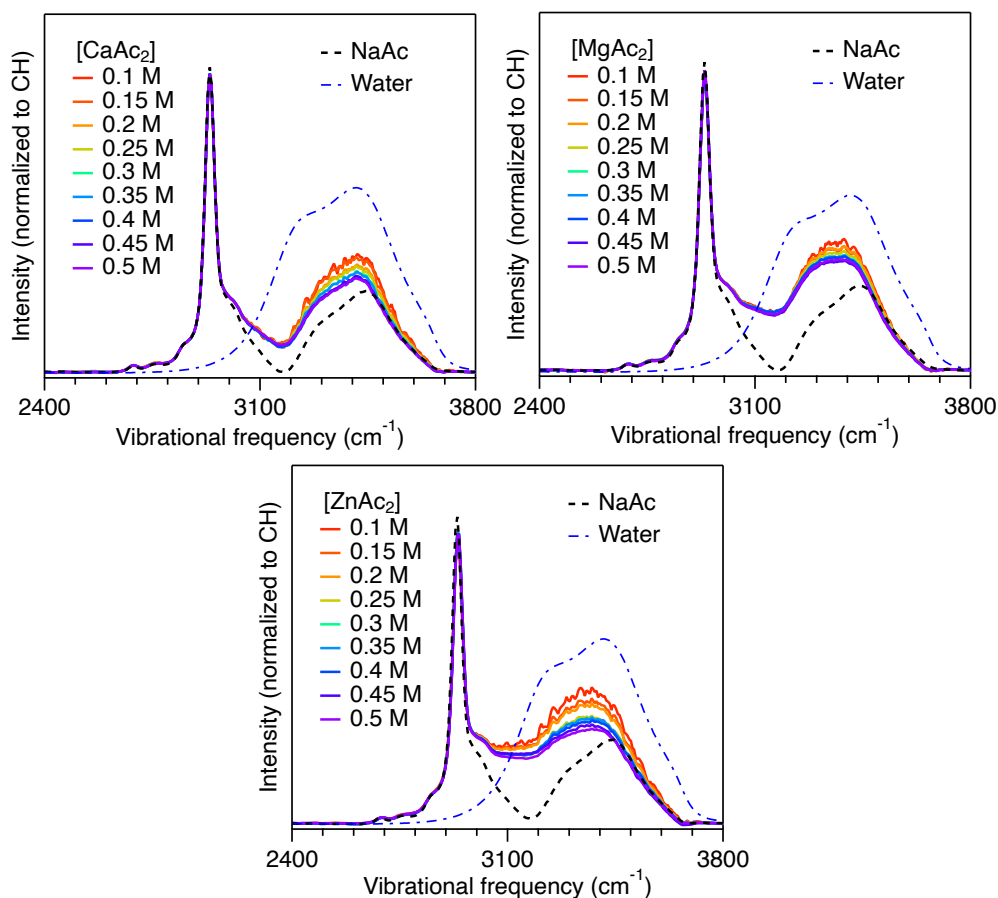 [CaAc2]
0.1 M
0.15 M
0.2 M
0.25 M
0.3 M
0.35 M
0.4 M
0.45 M
0.5 M
NaAc
Water
Intensity (normalized to CH)
2400
3100
3800
Vibrational frequency (cm-1)
[MgAc2]
0.1 M
0.15 M
0.2 M
0.25 M
0.3 M
0.35 M
0.4 M
0.45 M
0.5 M
NaAc
Water
Intensity (normalized to CH)
2400
3100
3800
Vibrational frequency (cm-1)
[ZnAc2]
0.1 M
0.15 M
0.2 M
0.25 M
0.3 M
0.35 M
0.4 M
0.45 M
0.5 M
NaAc
Water
Intensity (normalized to CH)
2400
3100
3800
Vibrational frequency (cm-1)